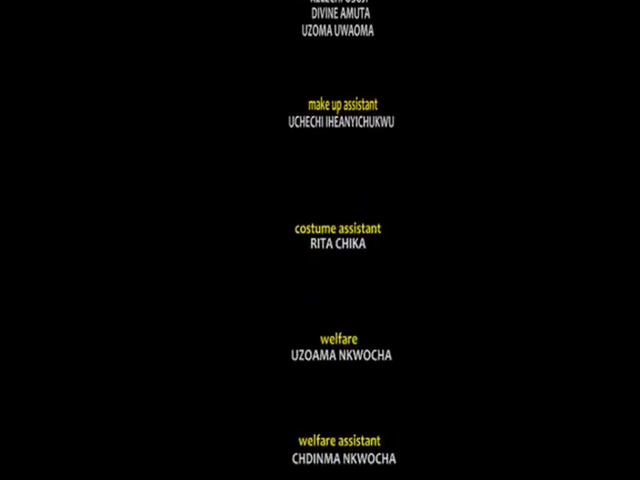 DIVINE AMUTA
UZOMA UWAOMA
make up assistant
UCHECHI IHEANYICHUKWU
costume assistant
RITA CHIKA
welfare
UZOAMA NKWOCHA
welfare assistant
CHDINMA NKWOCHA